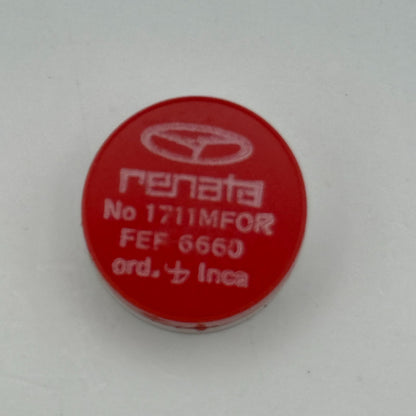 renata
No 1711MFOR
FEF 6660
ord. Inca